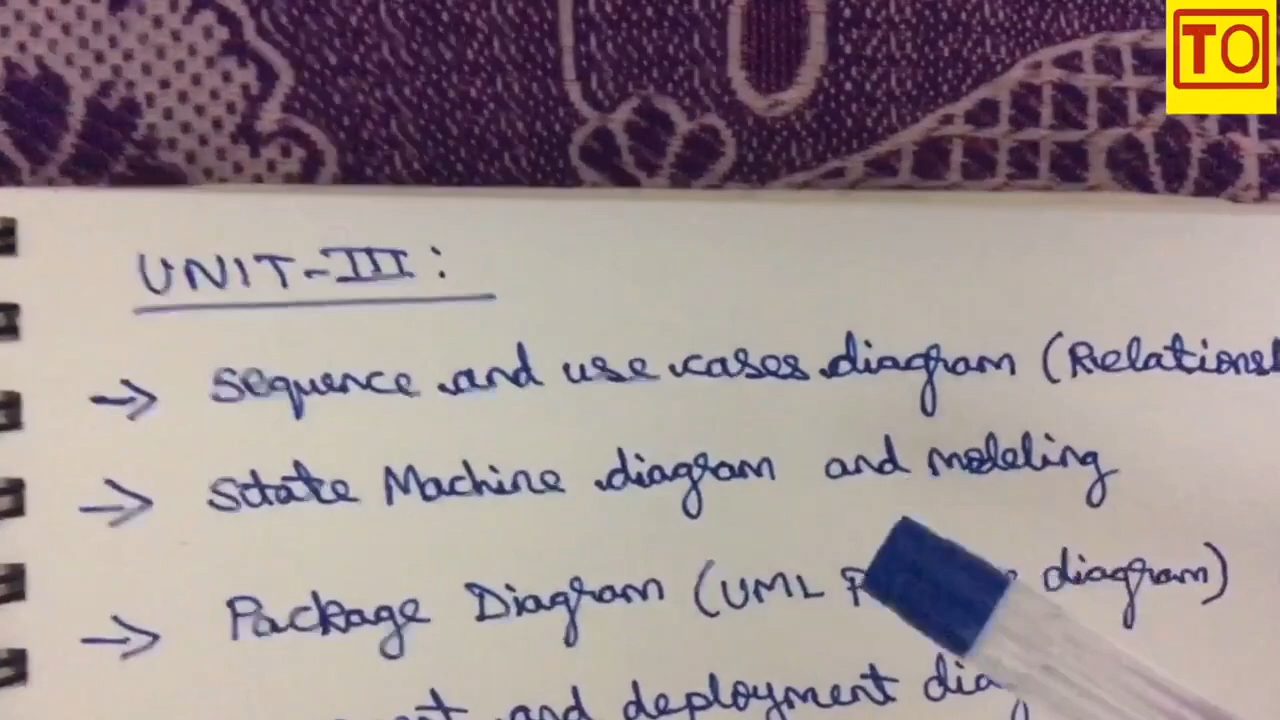 TO
UNIT-III:
→ Sequence and use cases diagram (Relations
→ State Machine diagram and modeling
→ Package Diagram (UML diagram)
and deployment dia